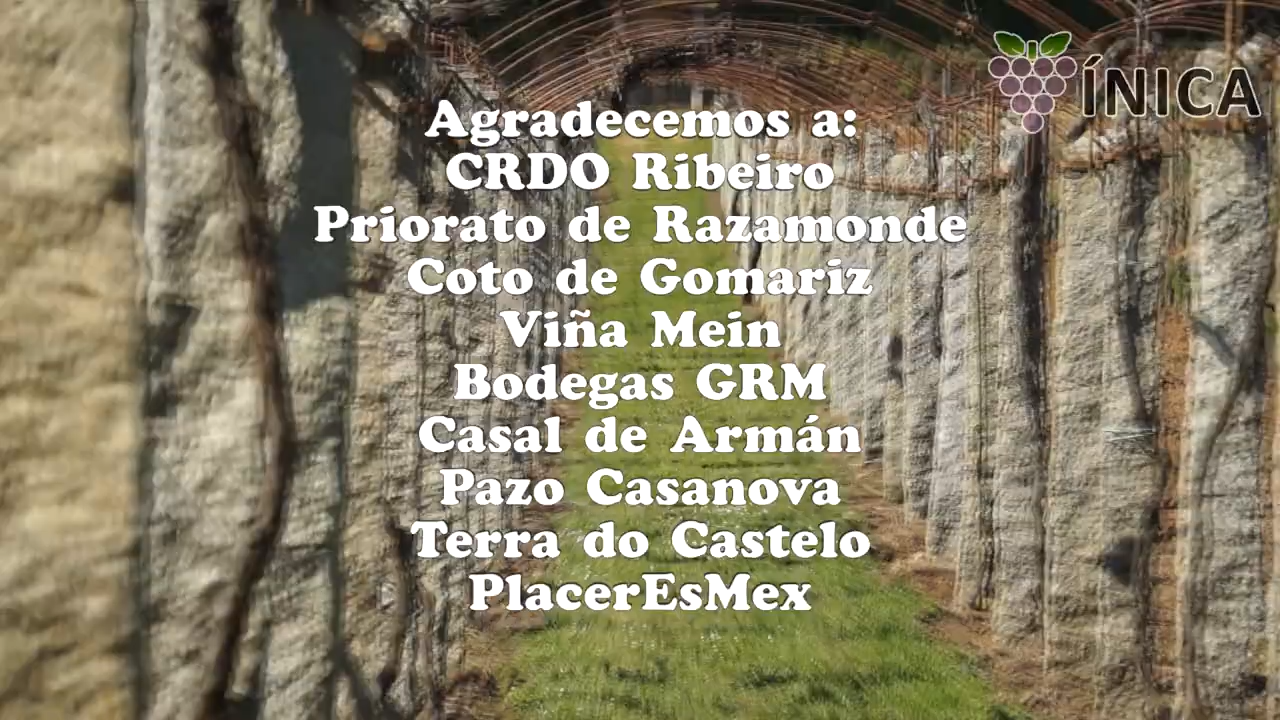 ÍNICA
Agradecemos a:
CRDO Ribeiro
Priorato de Razamonde
Coto de Gomariz
Viña Mein
Bodegas GRM
Casal de Armán
Pazo Casanova
Terra do Castelo
PlacerEsMex